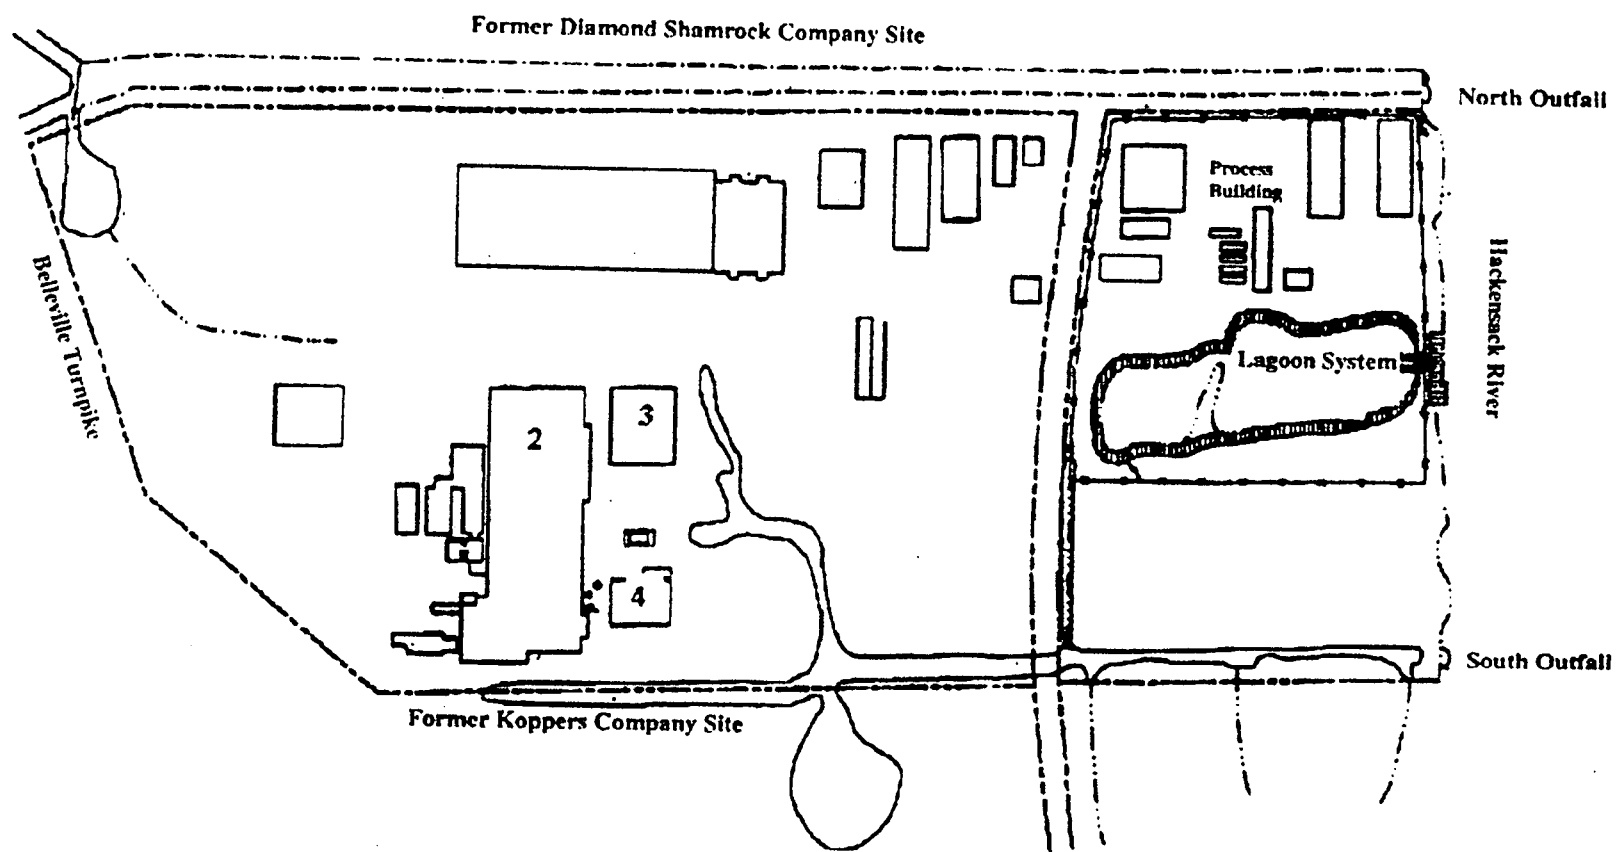 Former Diamond Shamrock Company Site
North Outfall
Process
Building
Hackensack River
Belleville Turnpike
Lagoon System
3
2
4
South Outfall
Former Koppers Company Site